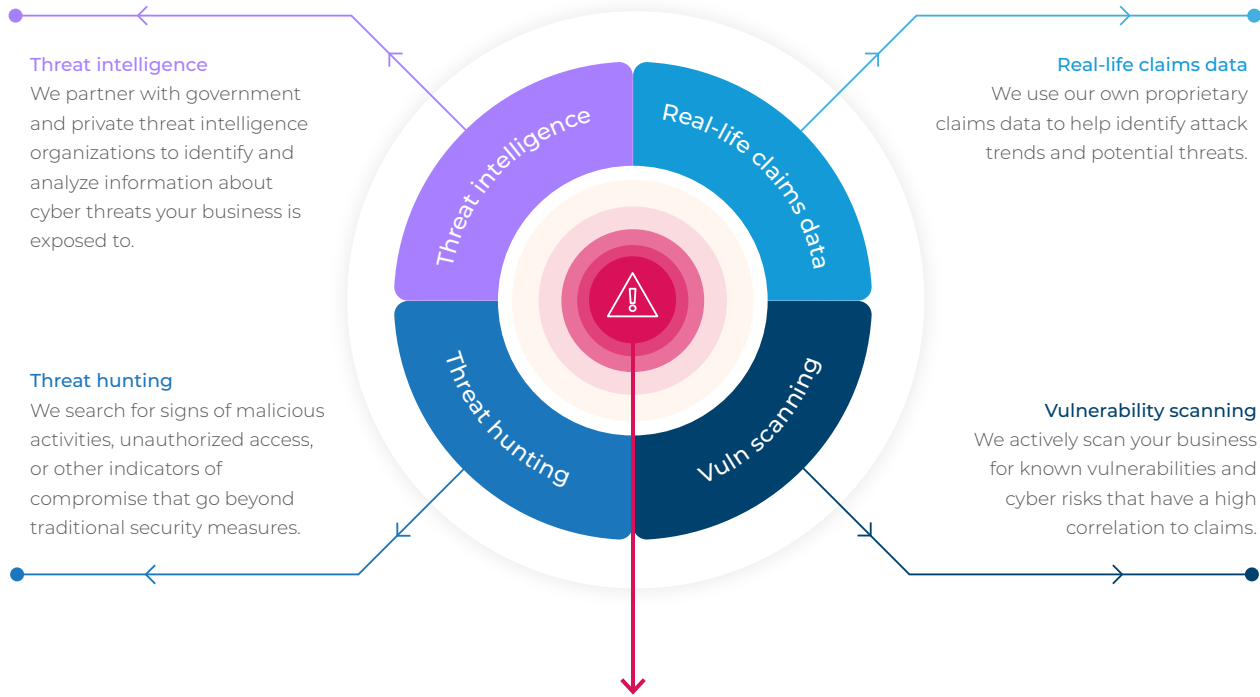 Threat intelligence
We partner with government
and private threat intelligence
organizations to identify and
analyze information about
cyber threats your business is
exposed to.
Real-life claims data
We use our own proprietary
claims data to help identify attack
trends and potential threats.
Threat intelligence
Real-life claims data
Threat hunting
Vuln scanning
Threat hunting
We search for signs of malicious
activities, unauthorized access,
or other indicators of
compromise that go beyond
traditional security measures.
Vulnerability scanning
We actively scan your business
for known vulnerabilities and
cyber risks that have a high
correlation to claims.